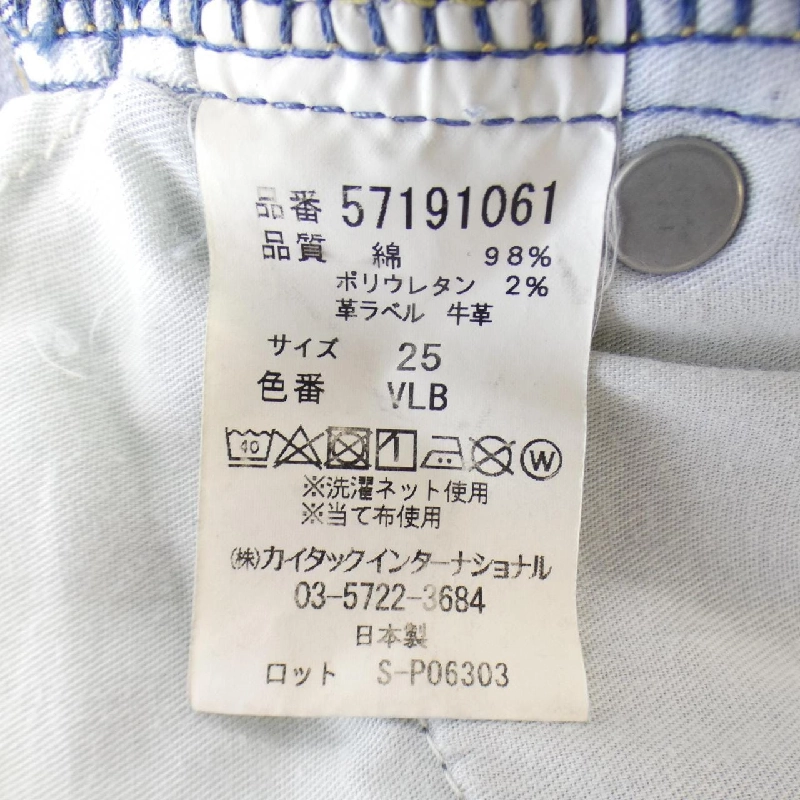 品番 57191061
品質 綿 98%
ポリウレタン 2%
革ラベル 牛革
サイズ 25
色番 VLB
40 W
※洗濯ネット使用
※当て布使用
(株)カイタックインターナショナル
03-5722-3684
日本製
ロット S-P06303